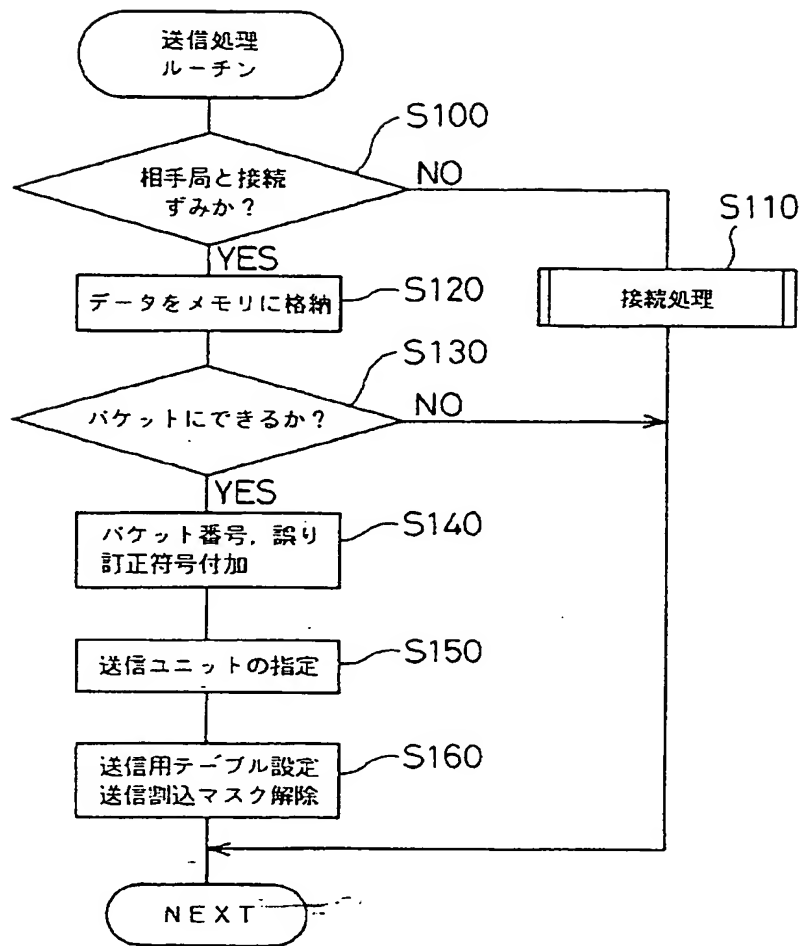 送信処理
ルーチン
S100
相手局と接続
ずみか？
NO
S110
YES
データをメモリに格納
S120
接続処理
S130
パケットにできるか？
NO
YES
パケット番号，誤り
訂正符号付加
S140
送信ユニットの指定
S150
送信用テーブル設定
送信割込マスク解除
S160
NEXT